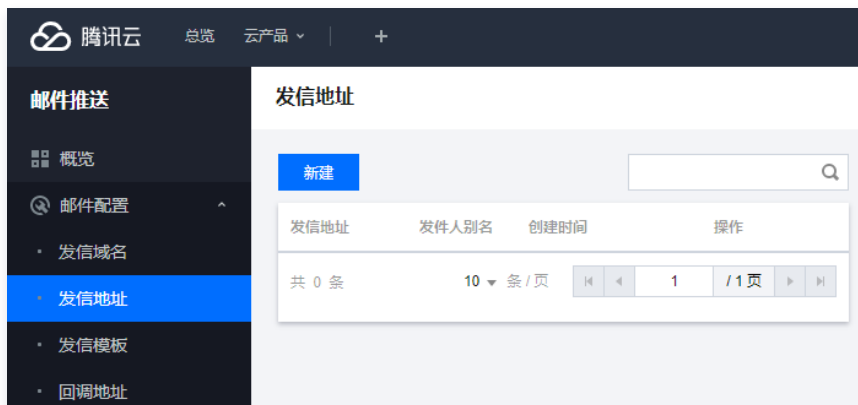 腾讯云 总览 云产品 +
邮件推送
概览
邮件配置
发信域名
发信地址
发信模板
回调地址
发信地址
新建
发信地址 发件人别名 创建时间 操作
共 0 条 10 条 / 页 1 / 1 页